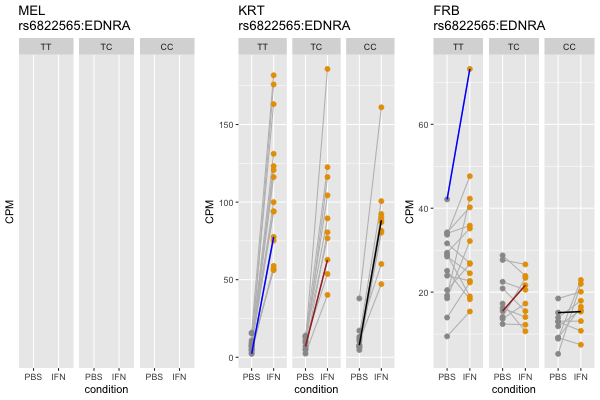 MEL
rs6822565:EDNRA
KRT
rs6822565:EDNRA
FRB
rs6822565:EDNRA
TT TC CC
TT TC CC
TT TC CC
CPM
CPM
150
100
50
0
CPM
60
40
20
PBS IFN PBS IFN PBS IFN
PBS IFN PBS IFN PBS IFN
PBS IFN PBS IFN PBS IFN
condition
condition
condition